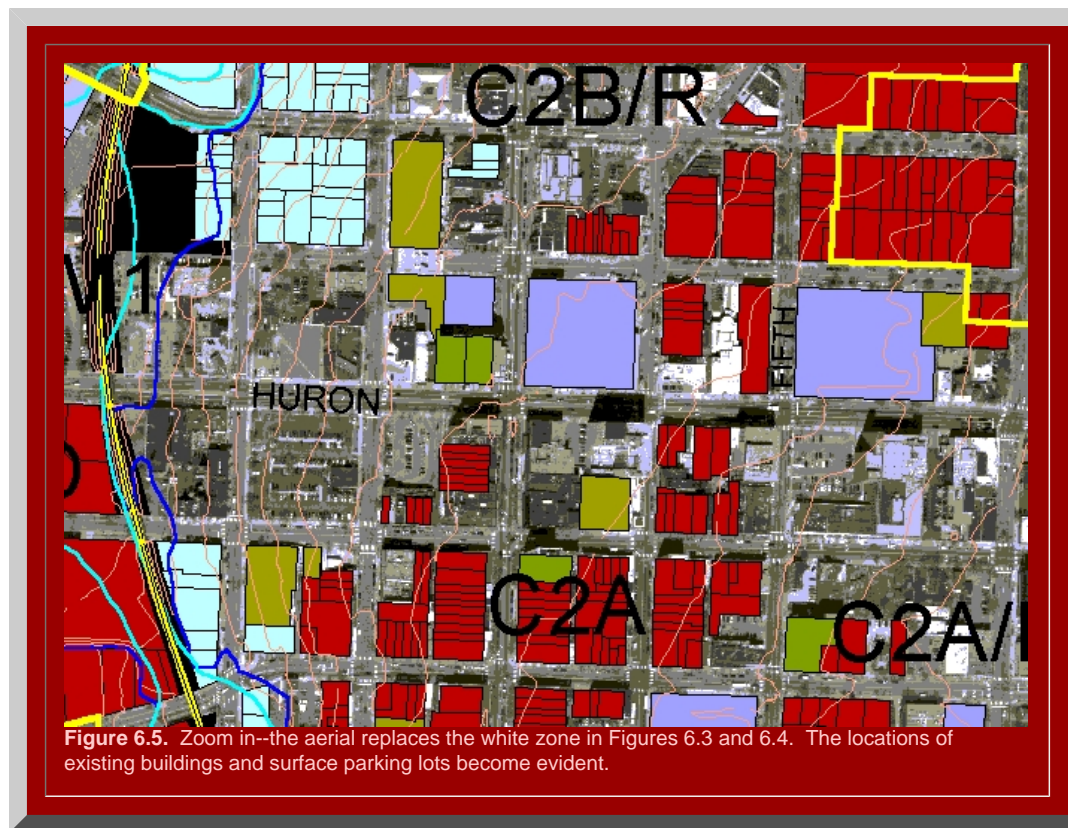 C2B/R
FIFTH
HURON
C2A
C2A/
Figure 6.5. Zoom in--the aerial replaces the white zone in Figures 6.3 and 6.4. The locations of
existing buildings and surface parking lots become evident.